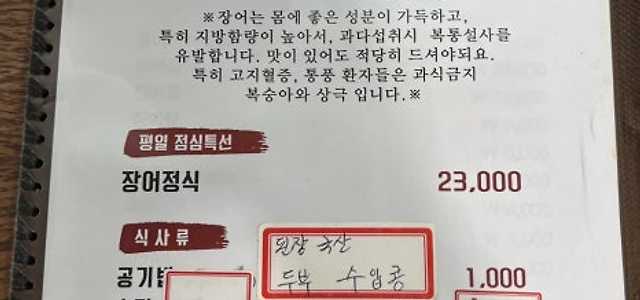 ※장어는 몸에 좋은 성분이 가득하고,
특히 지방함량이 높아서, 과다섭취시 복통설사를
유발합니다. 맛이 있어도 적당히 드셔야되요.
특히 고지혈증, 통풍 환자들은 과식금지
복숭아와 상극 입니다.※
평일 점심특선
장어정식 23,000
식사류
된장 국산
두부 수입콩
1,000